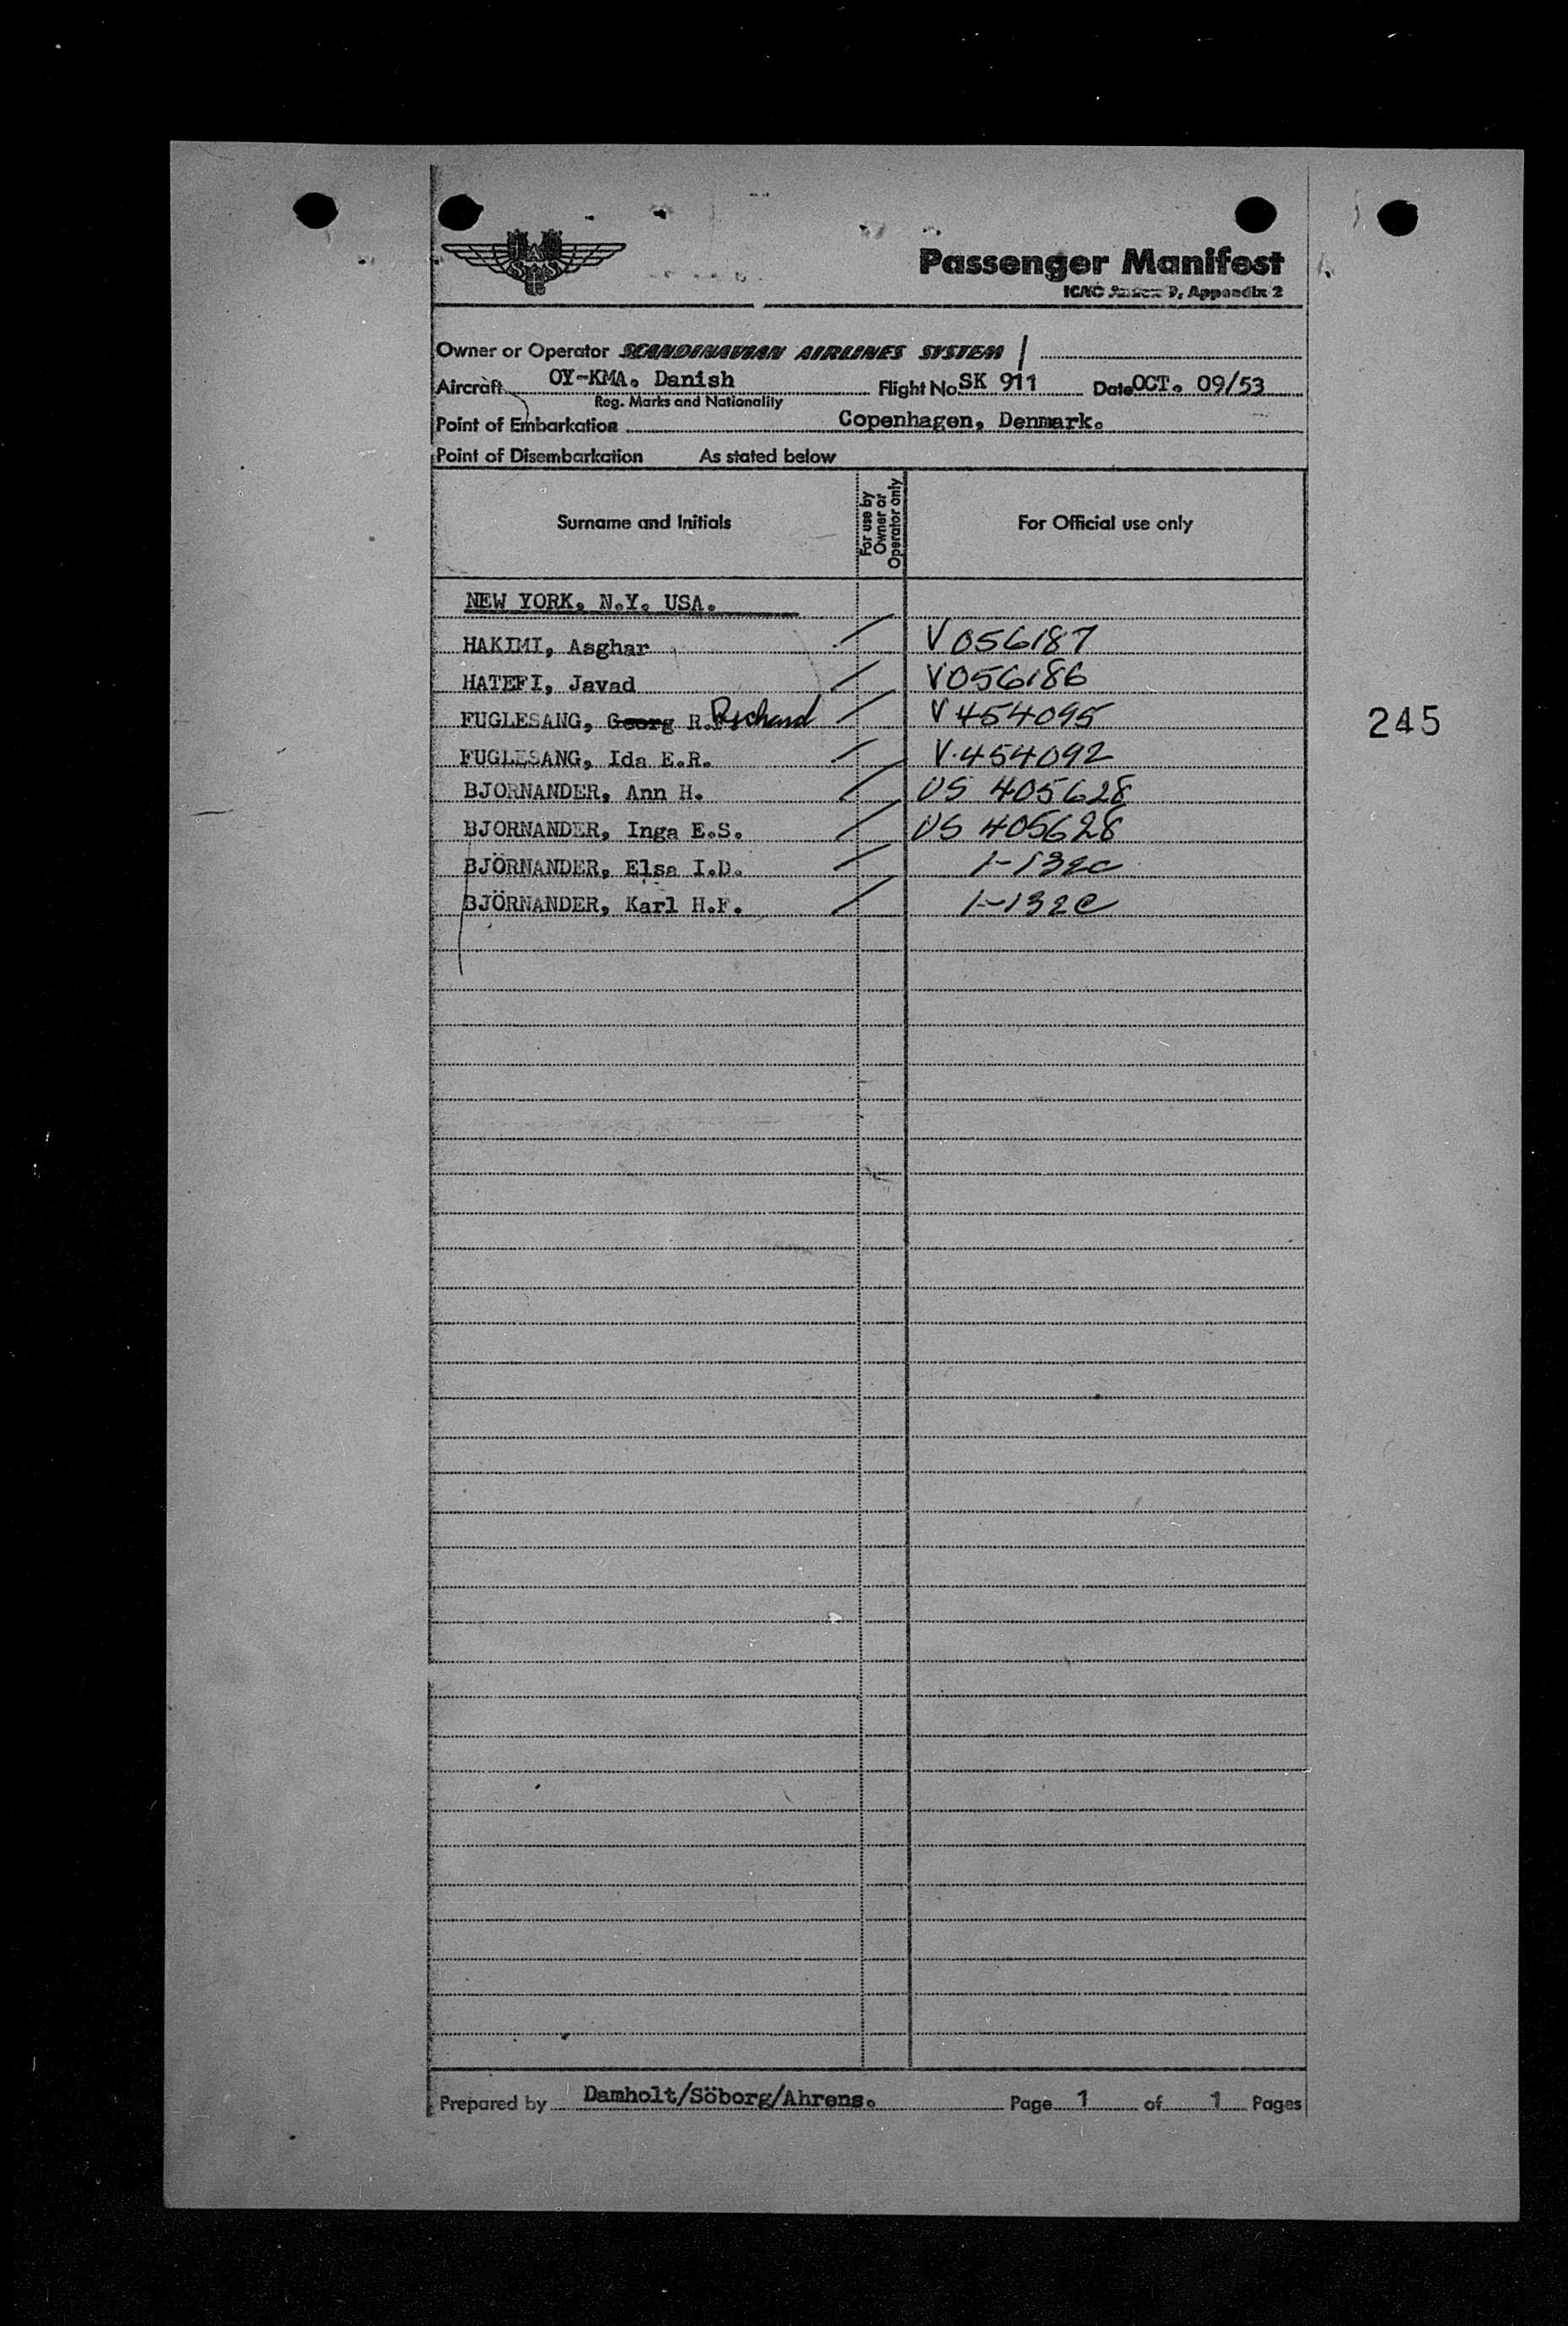 Passenger Manifest
ICAO Annex 9, Appendix 2
Owner or Operator SCANDINAVIAN AIRLINES SYSTEM
Aircraft OY-KMA. Danish Flight No SK 911 Date OCT. 09/53
Reg. Marks and Nationality
Point of Embarkation Copenhagen, Denmark.
Point of Disembarkation As stated below
Surname and Initials For use by Owner or Operator only For Official use only
NEW YORK, N.Y. USA.
HAKIMI, Asghar V 056187
HATEFI, Javad V 056186
FUGLESANG, Georg R. Richard V 454095
FUGLESANG, Ida E.R. V. 454092
BJORNANDER, Ann H. US 405628
BJORNANDER, Inga E.S. US 405628
BJÖRNANDER, Elsa I.D. 1-132c
BJÖRNANDER, Karl H.F. 1-132c
245
Prepared by Damholt/Söborg/Ahrens. Page 1 of 1 Pages